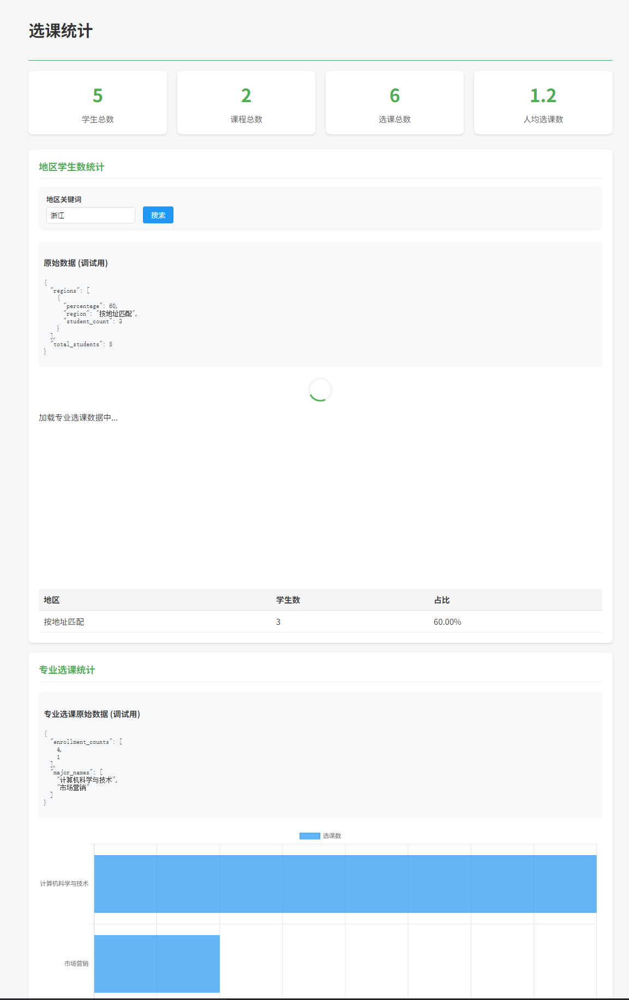 选课统计
5
学生总数
2
课程总数
6
选课总数
1.2
人均选课数
地区学生数统计
地区关键词
浙江
搜索
原始数据 (调试用)
{
"regions": [
{
"percentage": 60,
"region": "按地址匹配",
"student_count": 3
}
],
"total_students": 5
}
加载专业选课数据中...
地区 学生数 占比
按地址匹配 3 60.00%
专业选课统计
专业选课原始数据 (调试用)
{
"enrollment_counts": [
4,
1
],
"major_names": [
"计算机科学与技术",
"市场营销"
]
}
选课数
计算机科学与技术
市场营销